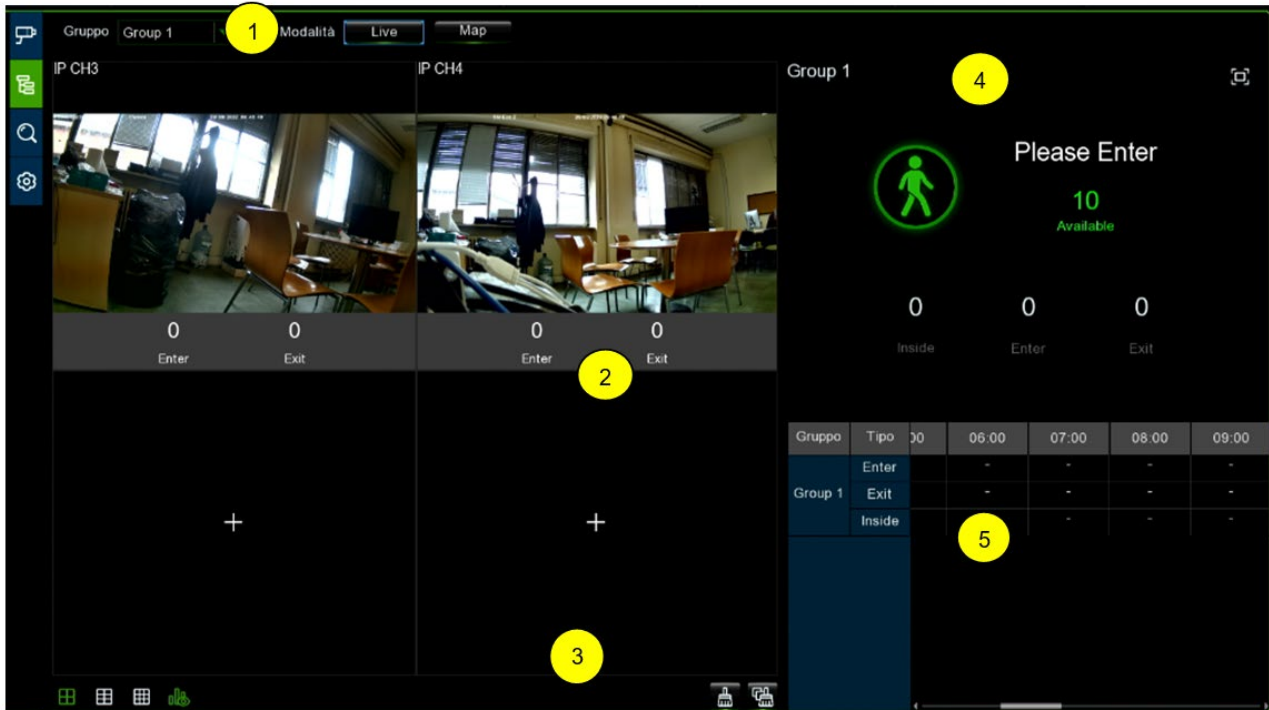 Gruppo Group 1 1 Modalità Live Map
IP CH3
IP CH4
0 0
Enter Exit
0 0
Enter Exit
2
3
Group 1 4
Please Enter
10
Available
0 0 0
Inside Enter Exit
Gruppo Tipo 00 06:00 07:00 08:00 09:00
Enter - - - -
Group 1 Exit - - - -
Inside - - -
5